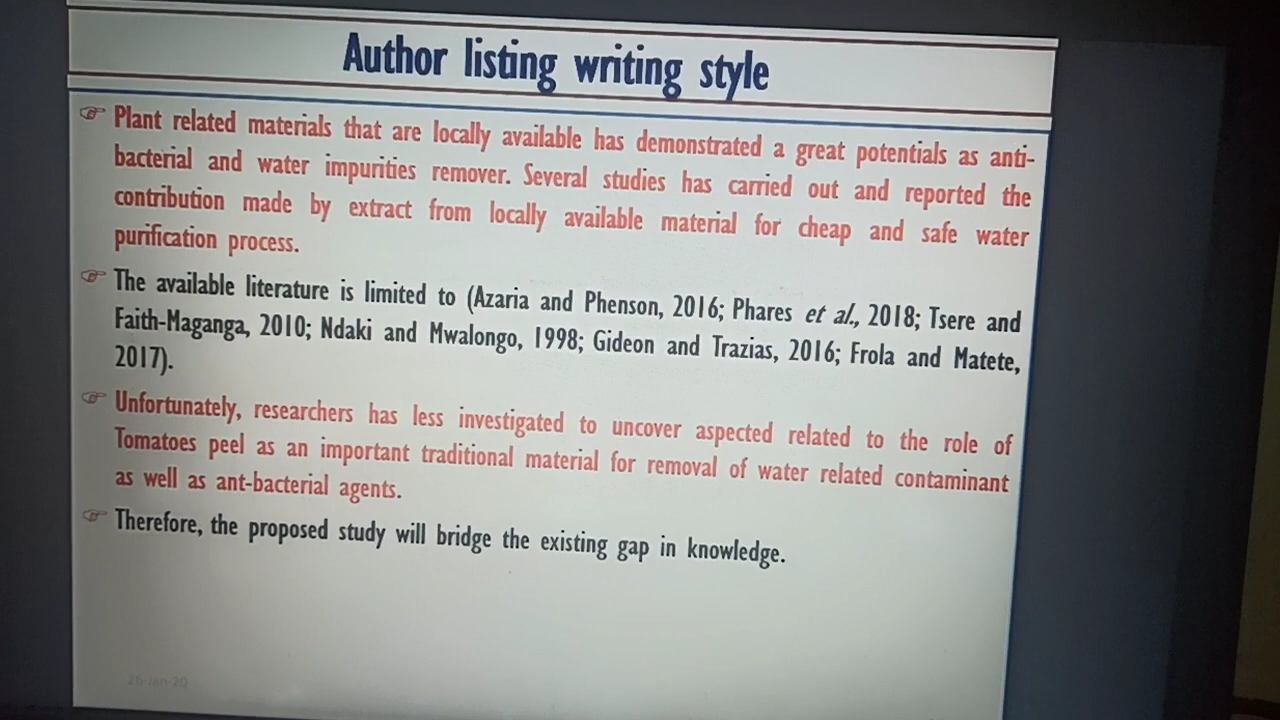 Author listing writing style
Plant related materials that are locally available has demonstrated a great potentials as anti-
bacterial and water impurities remover. Several studies has carried out and reported the
contribution made by extract from locally available material for cheap and safe water
purification process.
The available literature is limited to (Azaria and Phenson, 2016; Phares et al., 2018; Tsere and
Faith-Maganga, 2010; Ndaki and Mwalongo, 1998; Gideon and Trazias, 2016; Frola and Matete,
2017).
Unfortunately, researchers has less investigated to uncover aspected related to the role of
Tomatoes peel as an important traditional material for removal of water related contaminant
as well as ant-bacterial agents.
Therefore, the proposed study will bridge the existing gap in knowledge.
26-Jan-20